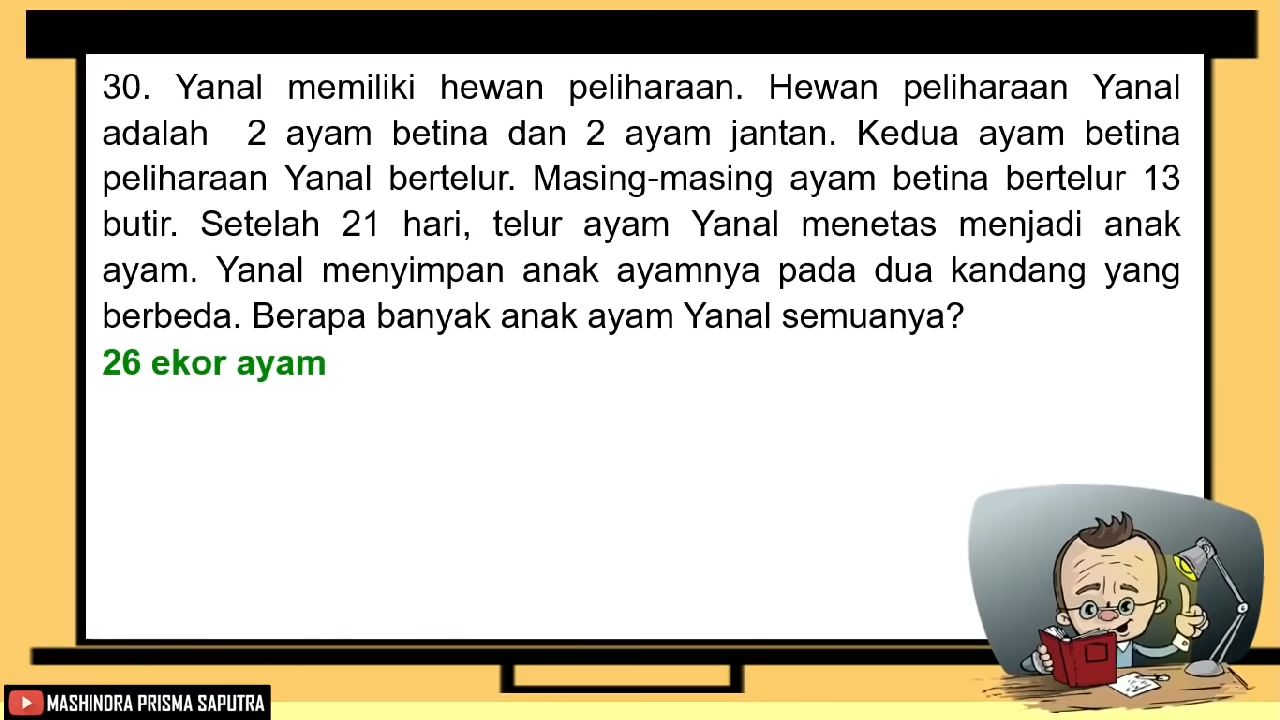 30. Yanal memiliki hewan peliharaan. Hewan peliharaan Yanal
adalah 2 ayam betina dan 2 ayam jantan. Kedua ayam betina
peliharaan Yanal bertelur. Masing-masing ayam betina bertelur 13
butir. Setelah 21 hari, telur ayam Yanal menetas menjadi anak
ayam. Yanal menyimpan anak ayamnya pada dua kandang yang
berbeda. Berapa banyak anak ayam Yanal semuanya?
26 ekor ayam
MASHINDRA PRISMA SAPUTRA